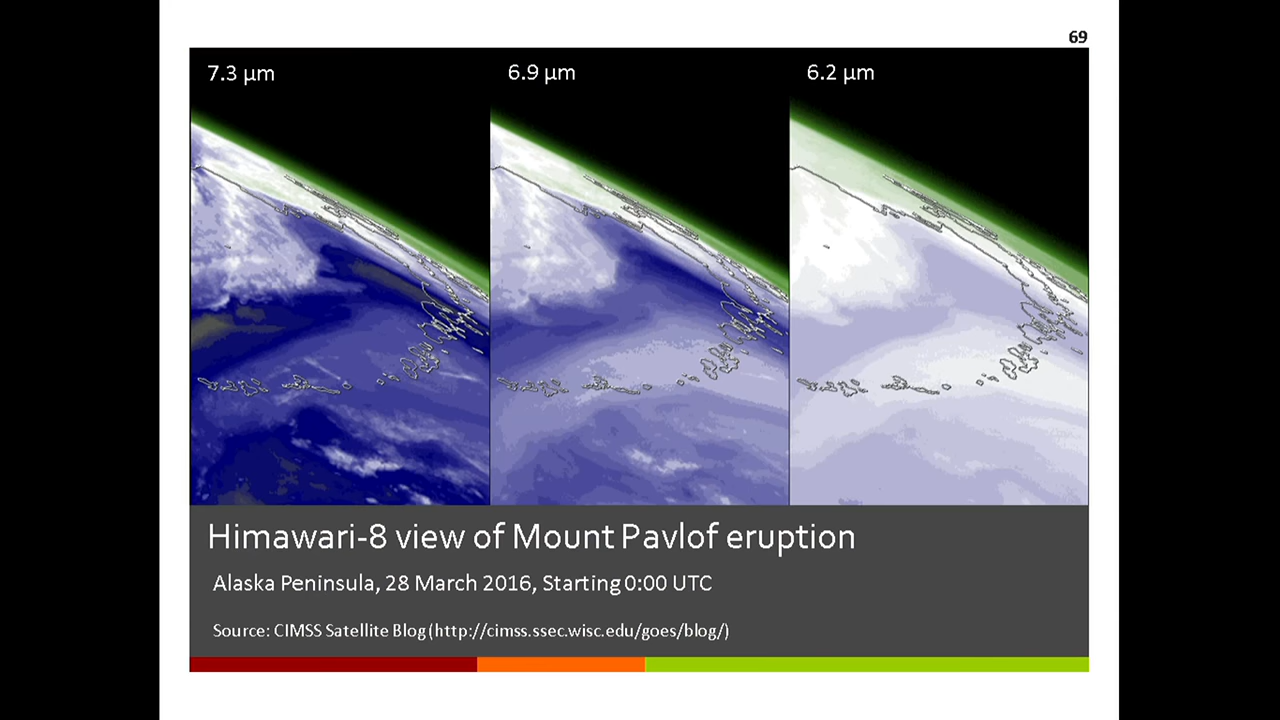 69
7.3 µm
6.9 µm
6.2 µm
Himawari-8 view of Mount Pavlof eruption
Alaska Peninsula, 28 March 2016, Starting 0:00 UTC
Source: CIMSS Satellite Blog (http://cimss.ssec.wisc.edu/goes/blog/)